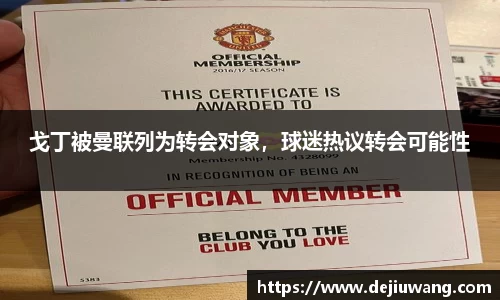 MANCHESTER
UNITED
OFFICIAL
MEMBERSHIP
2016/17 SEASON
THIS CERTIFICATE IS
AWARDED TO
戈丁被曼联列为转会对象，球迷热议转会可能性
Membership No. 4328099
IN RECOGNITION OF BEING AN
OFFICIAL MEMBER
BELONG TO THE
CLUB YOU LOVE
5383
https://www.dejiuwang.com